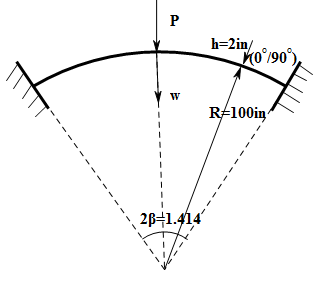 P
h=2in
(0°/90°)
w
R=100in
2β=1.414